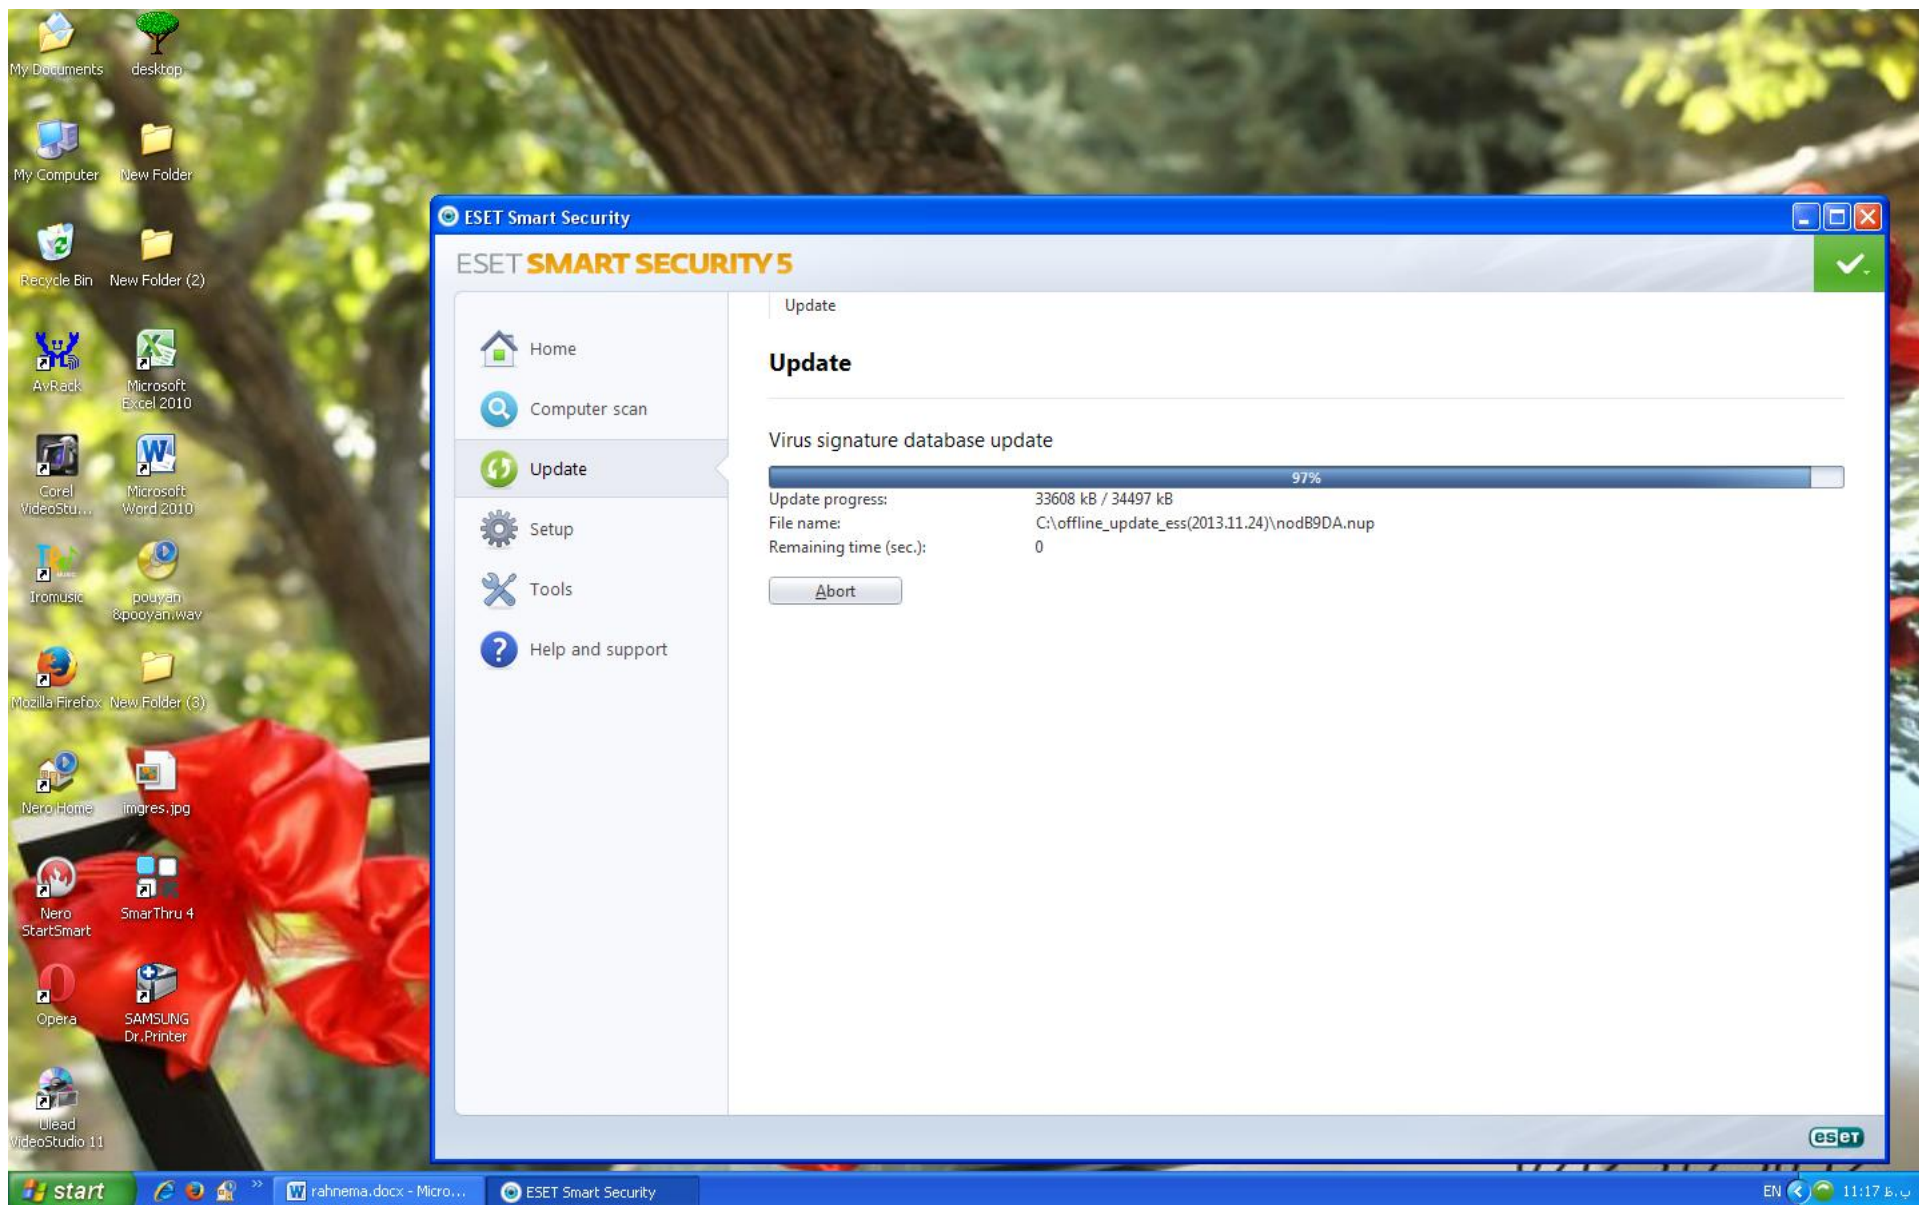 My Documents
desktop
My Computer
New Folder
Recycle Bin
New Folder (2)
AvRack
Microsoft
Excel 2010
Corel
VideoStu...
Microsoft
Word 2010
Iromusic
pouyan
&pooyan.wav
Mozilla Firefox
New Folder (3)
Nero Home
imgres.jpg
Nero
StartSmart
SmarThru 4
Opera
SAMSUNG
Dr.Printer
Ulead
VideoStudio 11
ESET Smart Security
ESET SMART SECURITY 5
Home
Computer scan
Update
Setup
Tools
Help and support
Update
Update
Virus signature database update
97%
Update progress: 33608 kB / 34497 kB
File name: C:\offline_update_ess(2013.11.24)\nodB9DA.nup
Remaining time (sec.): 0
Abort
eset
start
rahnema.docx - Micro...
ESET Smart Security
EN
11:17 ب.ظ